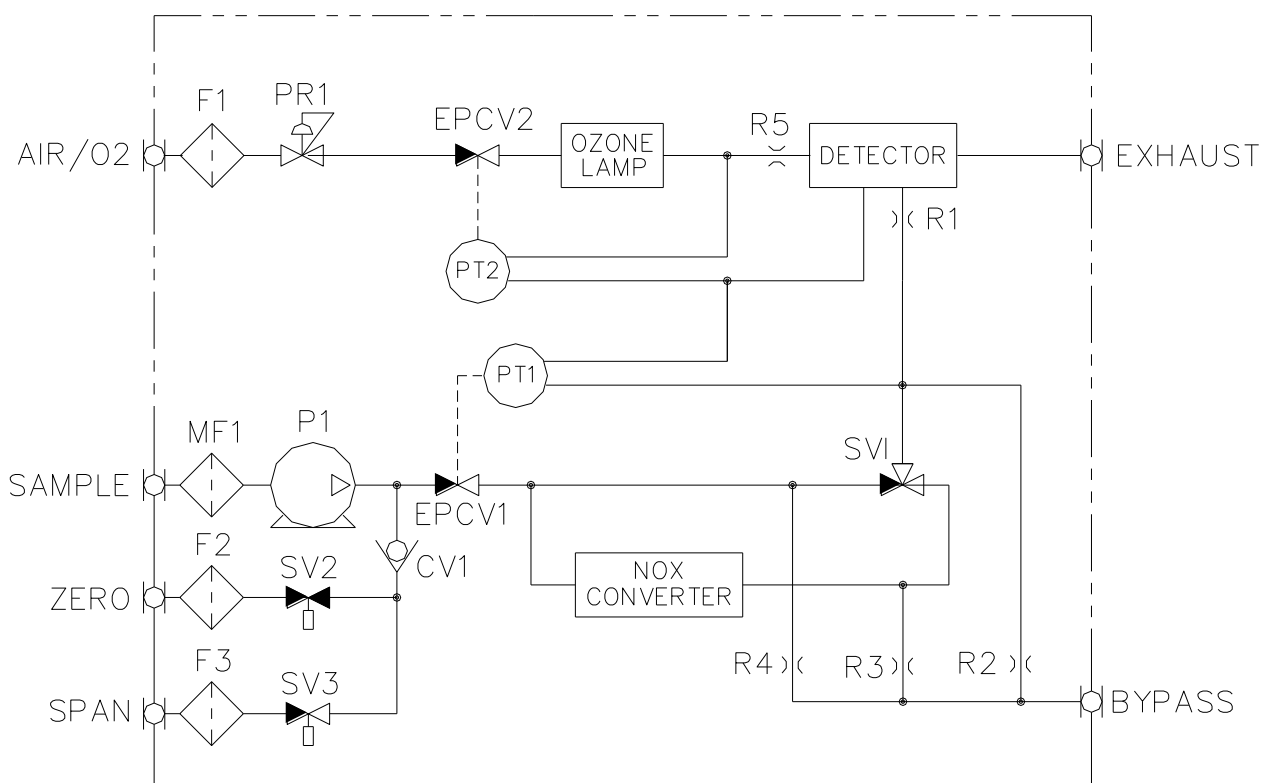 F1
PR1
EPCV2
R5
AIR/O2
OZONE
LAMP
DETECTOR
EXHAUST
R1
PT2
PT1
MF1
P1
SV1
SAMPLE
EPCV1
F2
SV2
CV1
NOX
CONVERTER
ZERO
F3
SV3
R4
R3
R2
SPAN
BYPASS